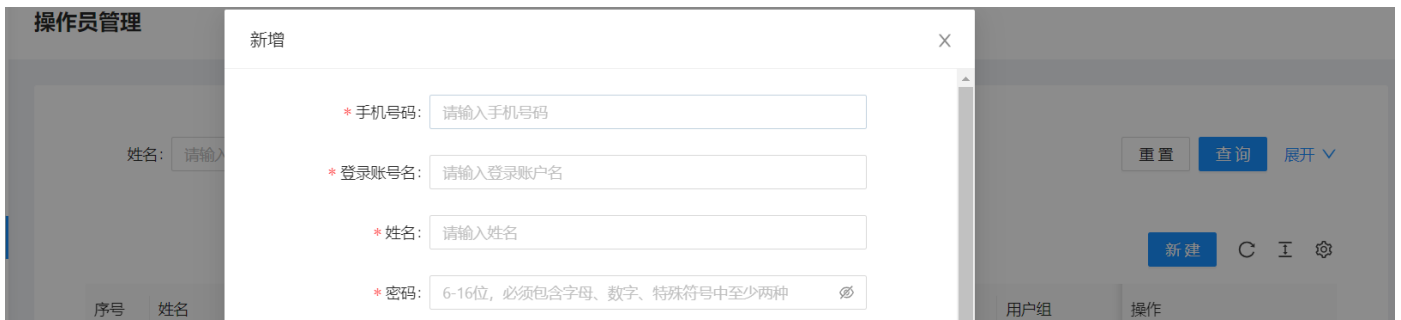 操作员管理
新增
* 手机号码: 请输入手机号码
姓名: 请输入
重置 查询 展开
* 登录账号名: 请输入登录账户名
* 姓名: 请输入姓名
新建
* 密码: 6-16位，必须包含字母、数字、特殊符号中至少两种
序号 姓名 用户组 操作